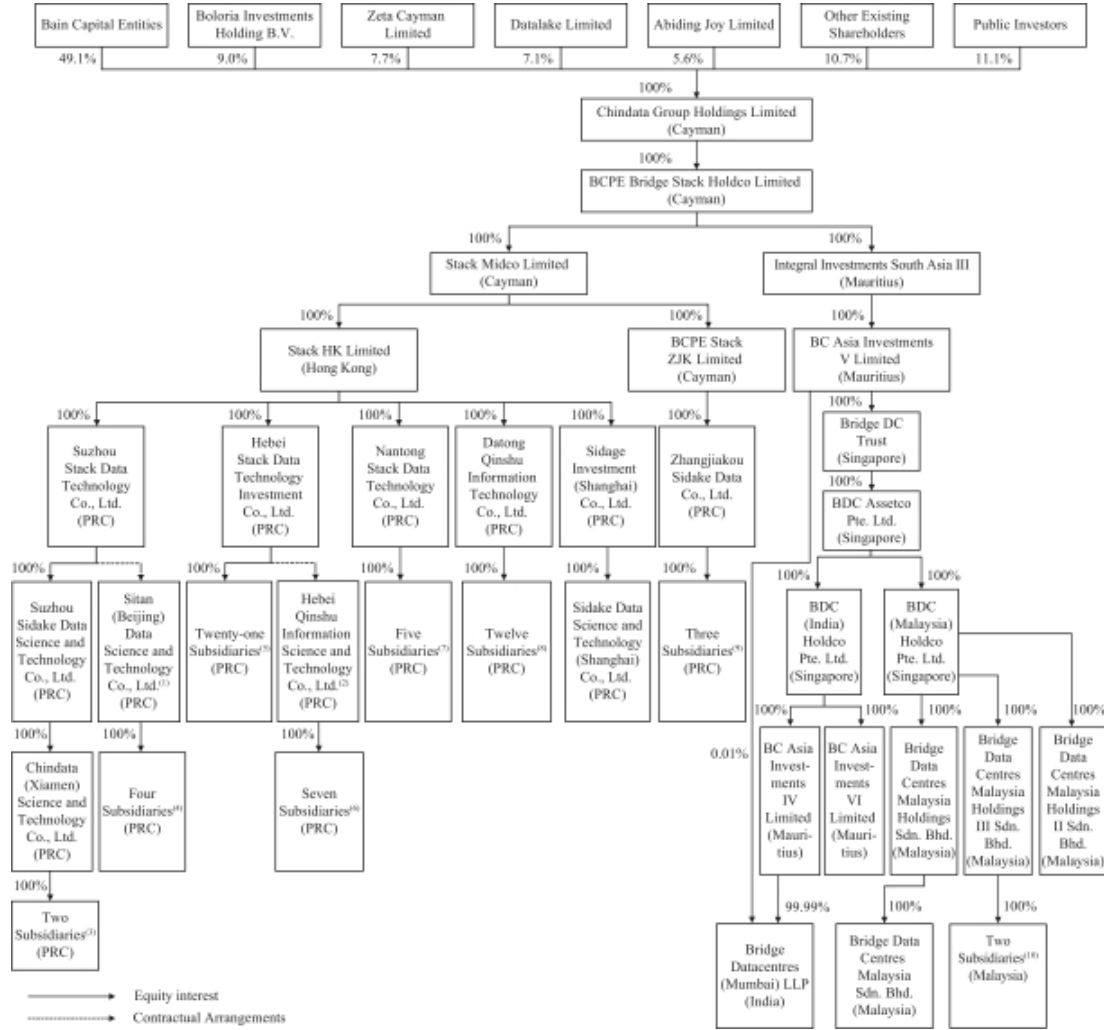 Bain Capital Entities
Boloria Investments
Holding B.V.
Zeta Cayman
Limited
Datalake Limited
Abiding Joy Limited
Other Existing
Shareholders
Public Investors
49.1%
9.0%
7.7%
7.1%
5.6%
10.7%
11.1%
100%
Chindata Group Holdings Limited
(Cayman)
100%
BCPE Bridge Stack Holdco Limited
(Cayman)
100%
100%
Stack Midco Limited
(Cayman)
Integral Investments South Asia III
(Mauritius)
100%
100%
100%
Stack HK Limited
(Hong Kong)
BCPE Stack
ZJK Limited
(Cayman)
BC Asia Investments
V Limited
(Mauritius)
100%
100%
100%
100%
100%
100%
100%
Suzhou
Stack Data
Technology
Co., Ltd.
(PRC)
Hebei
Stack Data
Technology
Investment
Co., Ltd.
(PRC)
Nantong
Stack Data
Technology
Co., Ltd.
(PRC)
Datong
Qinshu
Information
Technology
Co., Ltd.
(PRC)
Sidage
Investment
(Shanghai)
Co., Ltd.
(PRC)
Zhangjiakou
Sidake Data
Co., Ltd.
(PRC)
Bridge DC
Trust
(Singapore)
100%
BDC Assetco
Pte. Ltd.
(Singapore)
100%
100%
100%
100%
100%
100%
100%
100%
Suzhou
Sidake Data
Science and
Technology
Co., Ltd.
(PRC)
Sitan
(Beijing)
Data
Science and
Technology
Co., Ltd.(1)
(PRC)
Twenty-one
Subsidiaries(5)
(PRC)
Hebei
Qinshu
Information
Science and
Technology
Co., Ltd.(2)
(PRC)
Five
Subsidiaries(7)
(PRC)
Twelve
Subsidiaries(8)
(PRC)
Sidake Data
Science and
Technology
(Shanghai)
Co., Ltd.
(PRC)
Three
Subsidiaries(9)
(PRC)
BDC
(India)
Holdco
Pte. Ltd.
(Singapore)
BDC
(Malaysia)
Holdco
Pte. Ltd.
(Singapore)
100%
100%
100%
100%
100%
100%
100%
100%
0.01%
Chindata
(Xiamen)
Science and
Technology
Co., Ltd.
(PRC)
Four
Subsidiaries(4)
(PRC)
Seven
Subsidiaries(6)
(PRC)
BC Asia
Invest-
ments
IV
Limited
(Mauri-
tius)
BC Asia
Invest-
ments
VI
Limited
(Mauri-
tius)
Bridge
Data
Centres
Malaysia
Holdings
Sdn. Bhd.
(Malaysia)
Bridge
Data
Centres
Malaysia
Holdings
III Sdn.
Bhd.
(Malaysia)
Bridge
Data
Centres
Malaysia
Holdings
II Sdn.
Bhd.
(Malaysia)
100%
99.99%
100%
100%
Two
Subsidiaries(3)
(PRC)
Bridge
Datacentres
(Mumbai) LLP
(India)
Bridge Data
Centres
Malaysia
Sdn. Bhd.
(Malaysia)
Two
Subsidiaries(10)
(Malaysia)
Equity interest
Contractual Arrangements